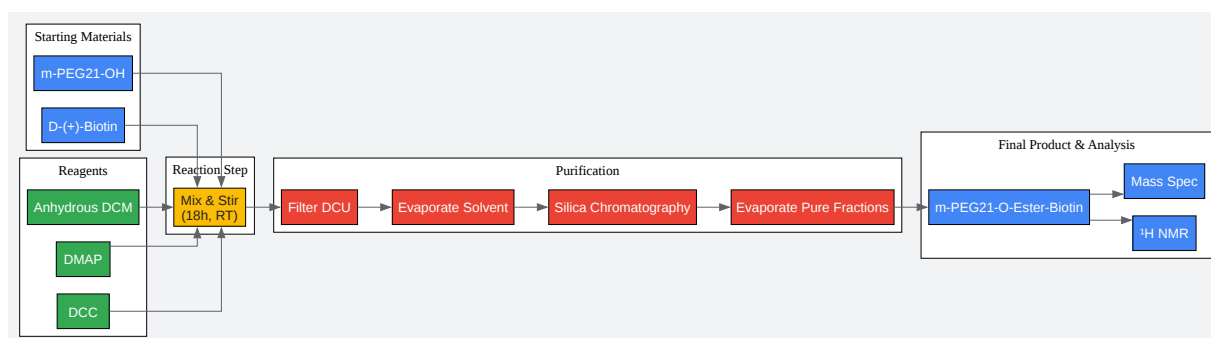 Starting Materials
m-PEG21-OH
D-(+)-Biotin
Reagents
Anhydrous DCM
DMAP
DCC
Reaction Step
Mix & Stir
(18h, RT)
Purification
Filter DCU
Evaporate Solvent
Silica Chromatography
Evaporate Pure Fractions
Final Product & Analysis
m-PEG21-O-Ester-Biotin
Mass Spec
¹H NMR